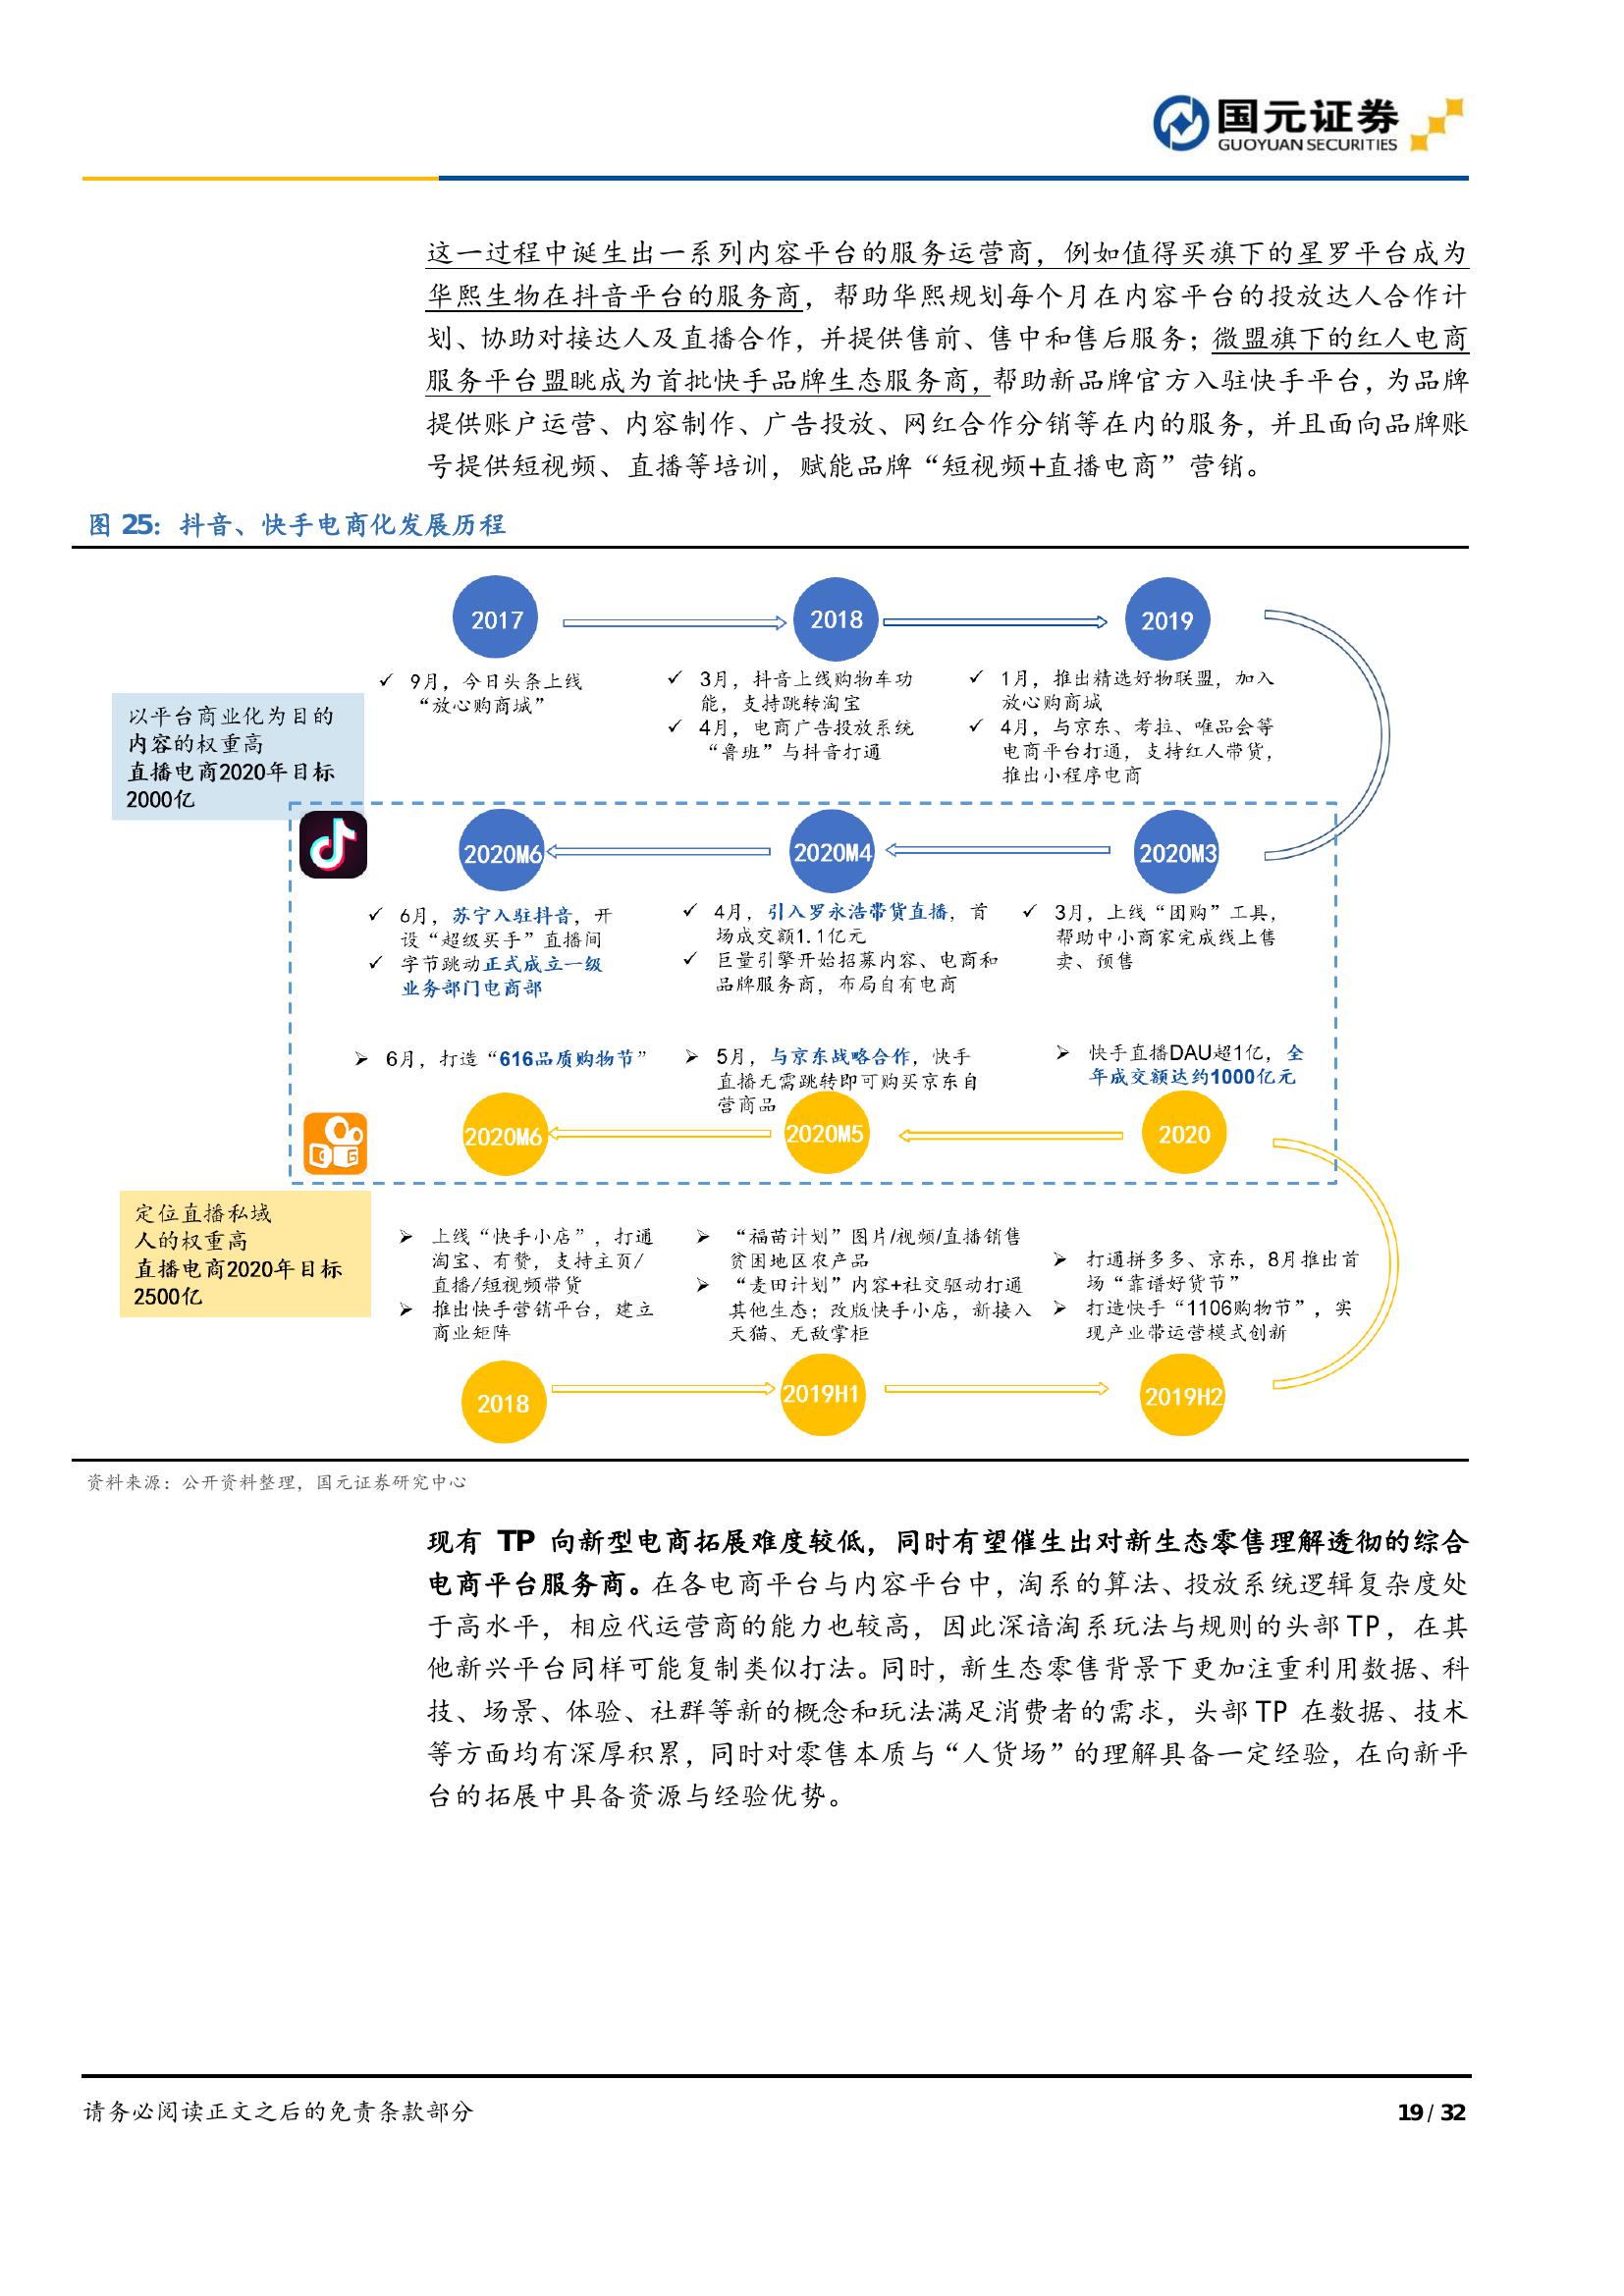 国元证券
GUOYUAN SECURITIES
这一过程中诞生出一系列内容平台的服务运营商，例如值得买旗下的星罗平台成为
华熙生物在抖音平台的服务商，帮助华熙规划每个月在内容平台的投放达人合作计
划、协助对接达人及直播合作，并提供售前、售中和售后服务；微盟旗下的红人电商
服务平台盟眺成为首批快手品牌生态服务商，帮助新品牌官方入驻快手平台，为品牌
提供账户运营、内容制作、广告投放、网红合作分销等在内的服务，并且面向品牌账
号提供短视频、直播等培训，赋能品牌“短视频+直播电商”营销。
图 25：抖音、快手电商化发展历程
2017
2018
2019
✓ 9月，今日头条上线
“放心购商城”
✓ 3月，抖音上线购物车功
能，支持跳转淘宝
✓ 4月，电商广告投放系统
“鲁班”与抖音打通
✓ 1月，推出精选好物联盟，加入
放心购商城
✓ 4月，与京东、考拉、唯品会等
电商平台打通，支持红人带货，
推出小程序电商
以平台商业化为目的
内容的权重高
直播电商2020年目标
2000亿
2020M6
2020M4
2020M3
✓ 6月，苏宁入驻抖音，开
设“超级买手”直播间
✓ 字节跳动正式成立一级
业务部门电商部
✓ 4月，引入罗永浩带货直播，首
场成交额1.1亿元
✓ 巨量引擎开始招募内容、电商和
品牌服务商，布局自有电商
✓ 3月，上线“团购”工具，
帮助中小商家完成线上售
卖、预售
➢ 6月，打造“616品质购物节”
➢ 5月，与京东战略合作，快手
直播无需跳转即可购买京东自
营商品
➢ 快手直播DAU超1亿，全
年成交额达约1000亿元
2020M6
2020M5
2020
定位直播私域
人的权重高
直播电商2020年目标
2500亿
➢ 上线“快手小店”，打通
淘宝、有赞，支持主页/
直播/短视频带货
➢ 推出快手营销平台，建立
商业矩阵
➢ “福苗计划”图片/视频/直播销售
贫困地区农产品
➢ “麦田计划”内容+社交驱动打通
其他生态；改版快手小店，新接入
天猫、无敌掌柜
➢ 打通拼多多、京东，8月推出首
场“靠谱好货节”
➢ 打造快手“1106购物节”，实
现产业带运营模式创新
2018
2019H1
2019H2
资料来源：公开资料整理，国元证券研究中心
现有 TP 向新型电商拓展难度较低，同时有望催生出对新生态零售理解透彻的综合
电商平台服务商。在各电商平台与内容平台中，淘系的算法、投放系统逻辑复杂度处
于高水平，相应代运营商的能力也较高，因此深谙淘系玩法与规则的头部 TP，在其
他新兴平台同样可能复制类似打法。同时，新生态零售背景下更加注重利用数据、科
技、场景、体验、社群等新的概念和玩法满足消费者的需求，头部 TP 在数据、技术
等方面均有深厚积累，同时对零售本质与“人货场”的理解具备一定经验，在向新平
台的拓展中具备资源与经验优势。
请务必阅读正文之后的免责条款部分
19 / 32